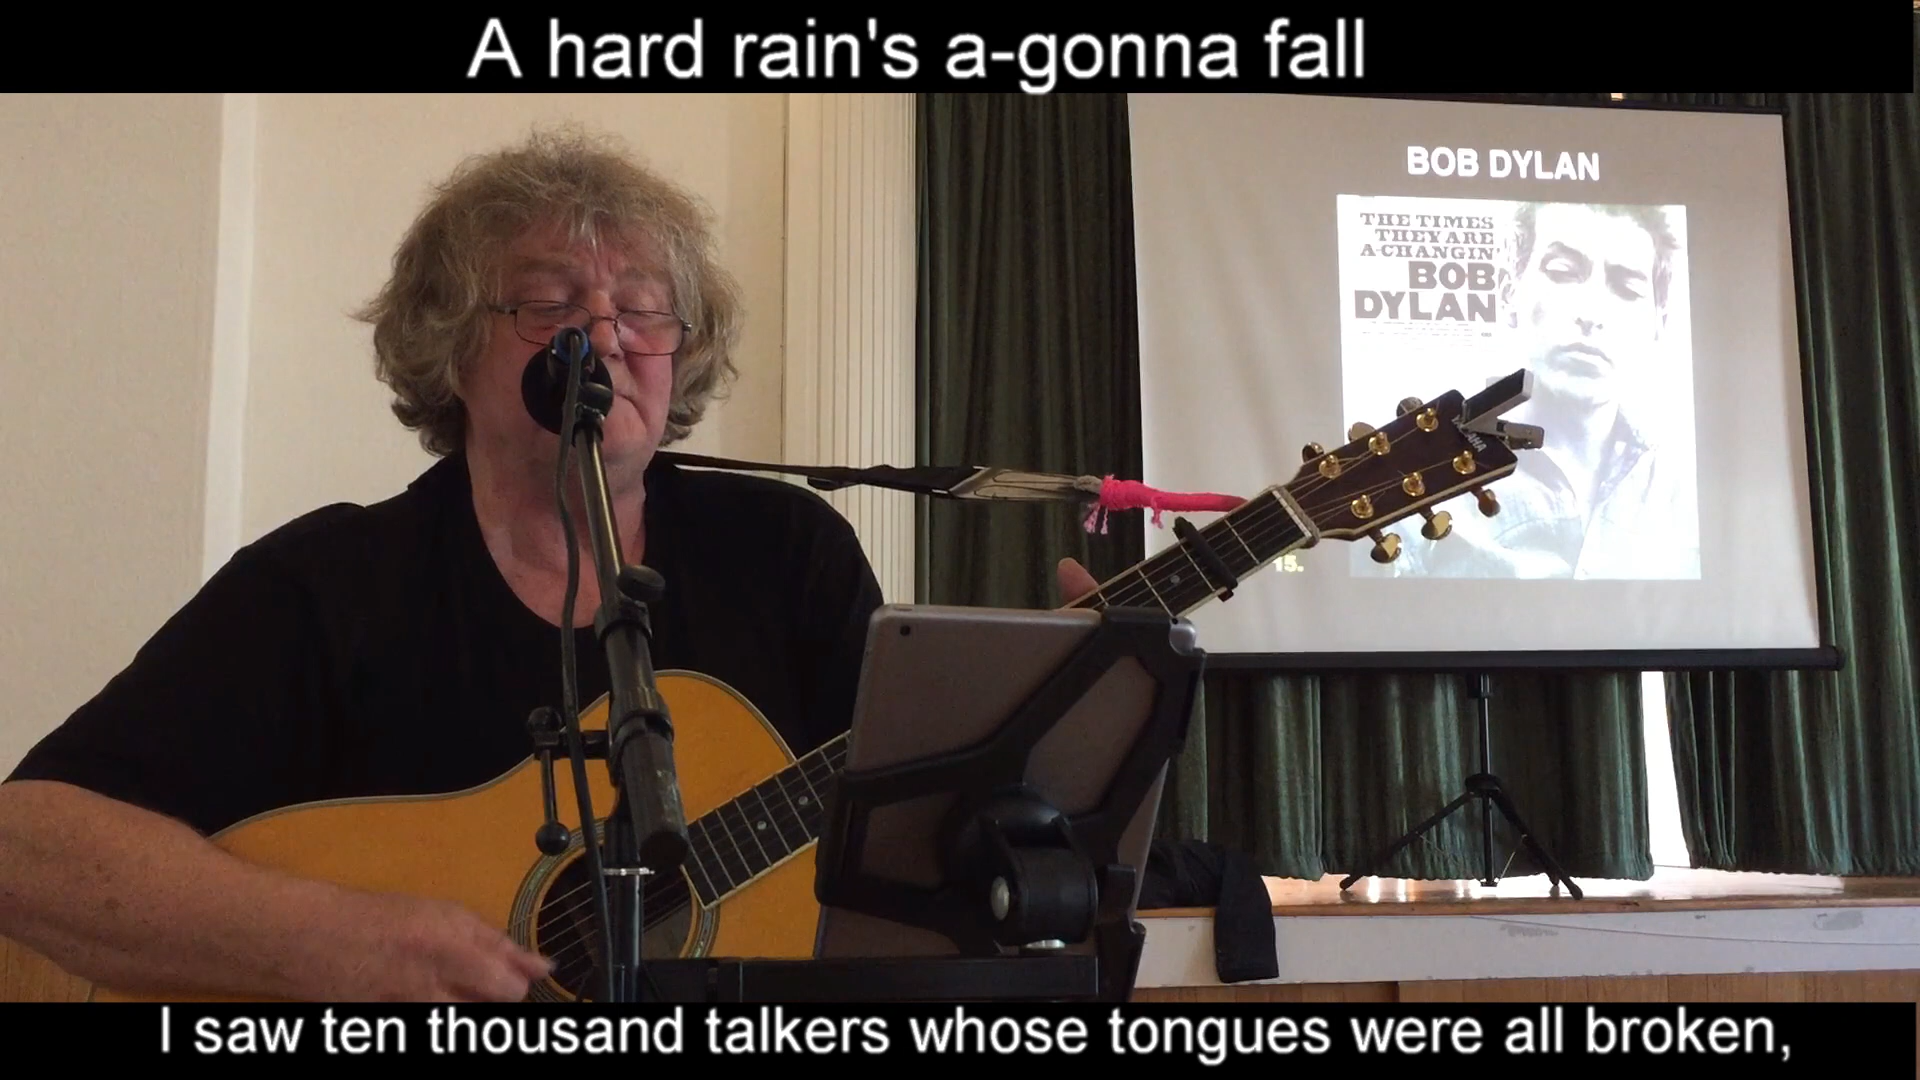 A hard rain's a-gonna fall
BOB DYLAN
THE TIMES
THEY ARE
A-CHANGIN'
BOB
DYLAN
YAMAHA
15.
I saw ten thousand talkers whose tongues were all broken,